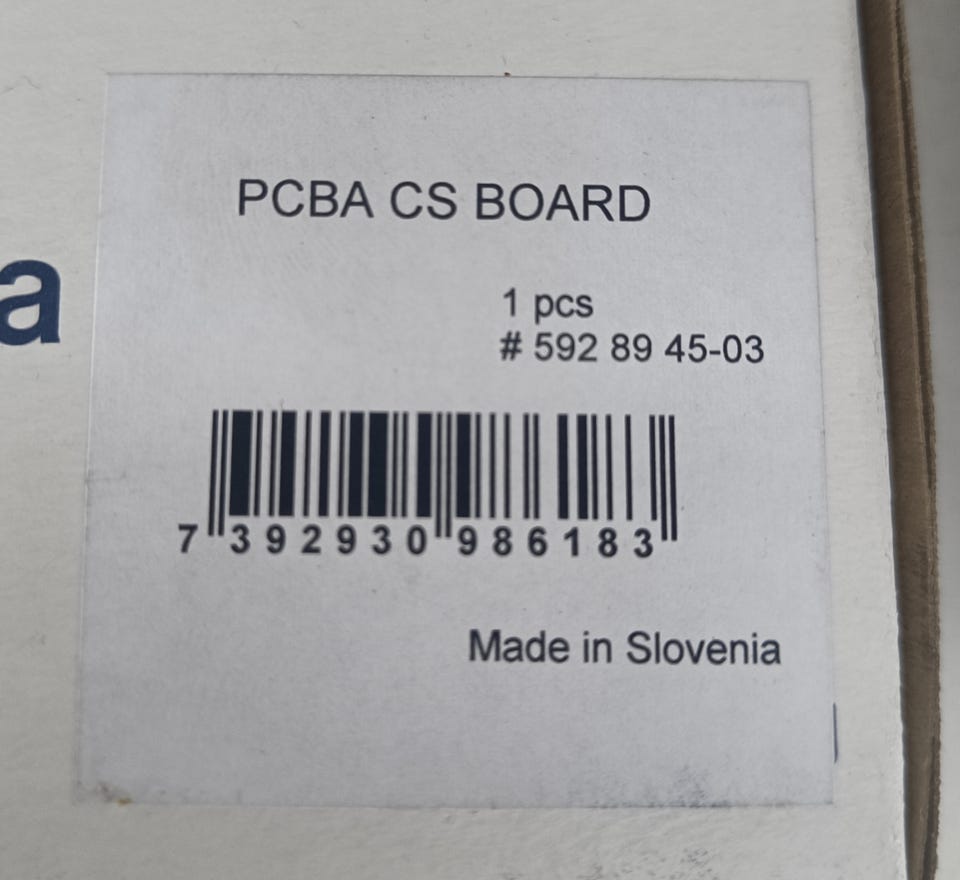 PCBA CS BOARD
a
1 pcs
# 592 89 45-03
7 392930 986183
Made in Slovenia